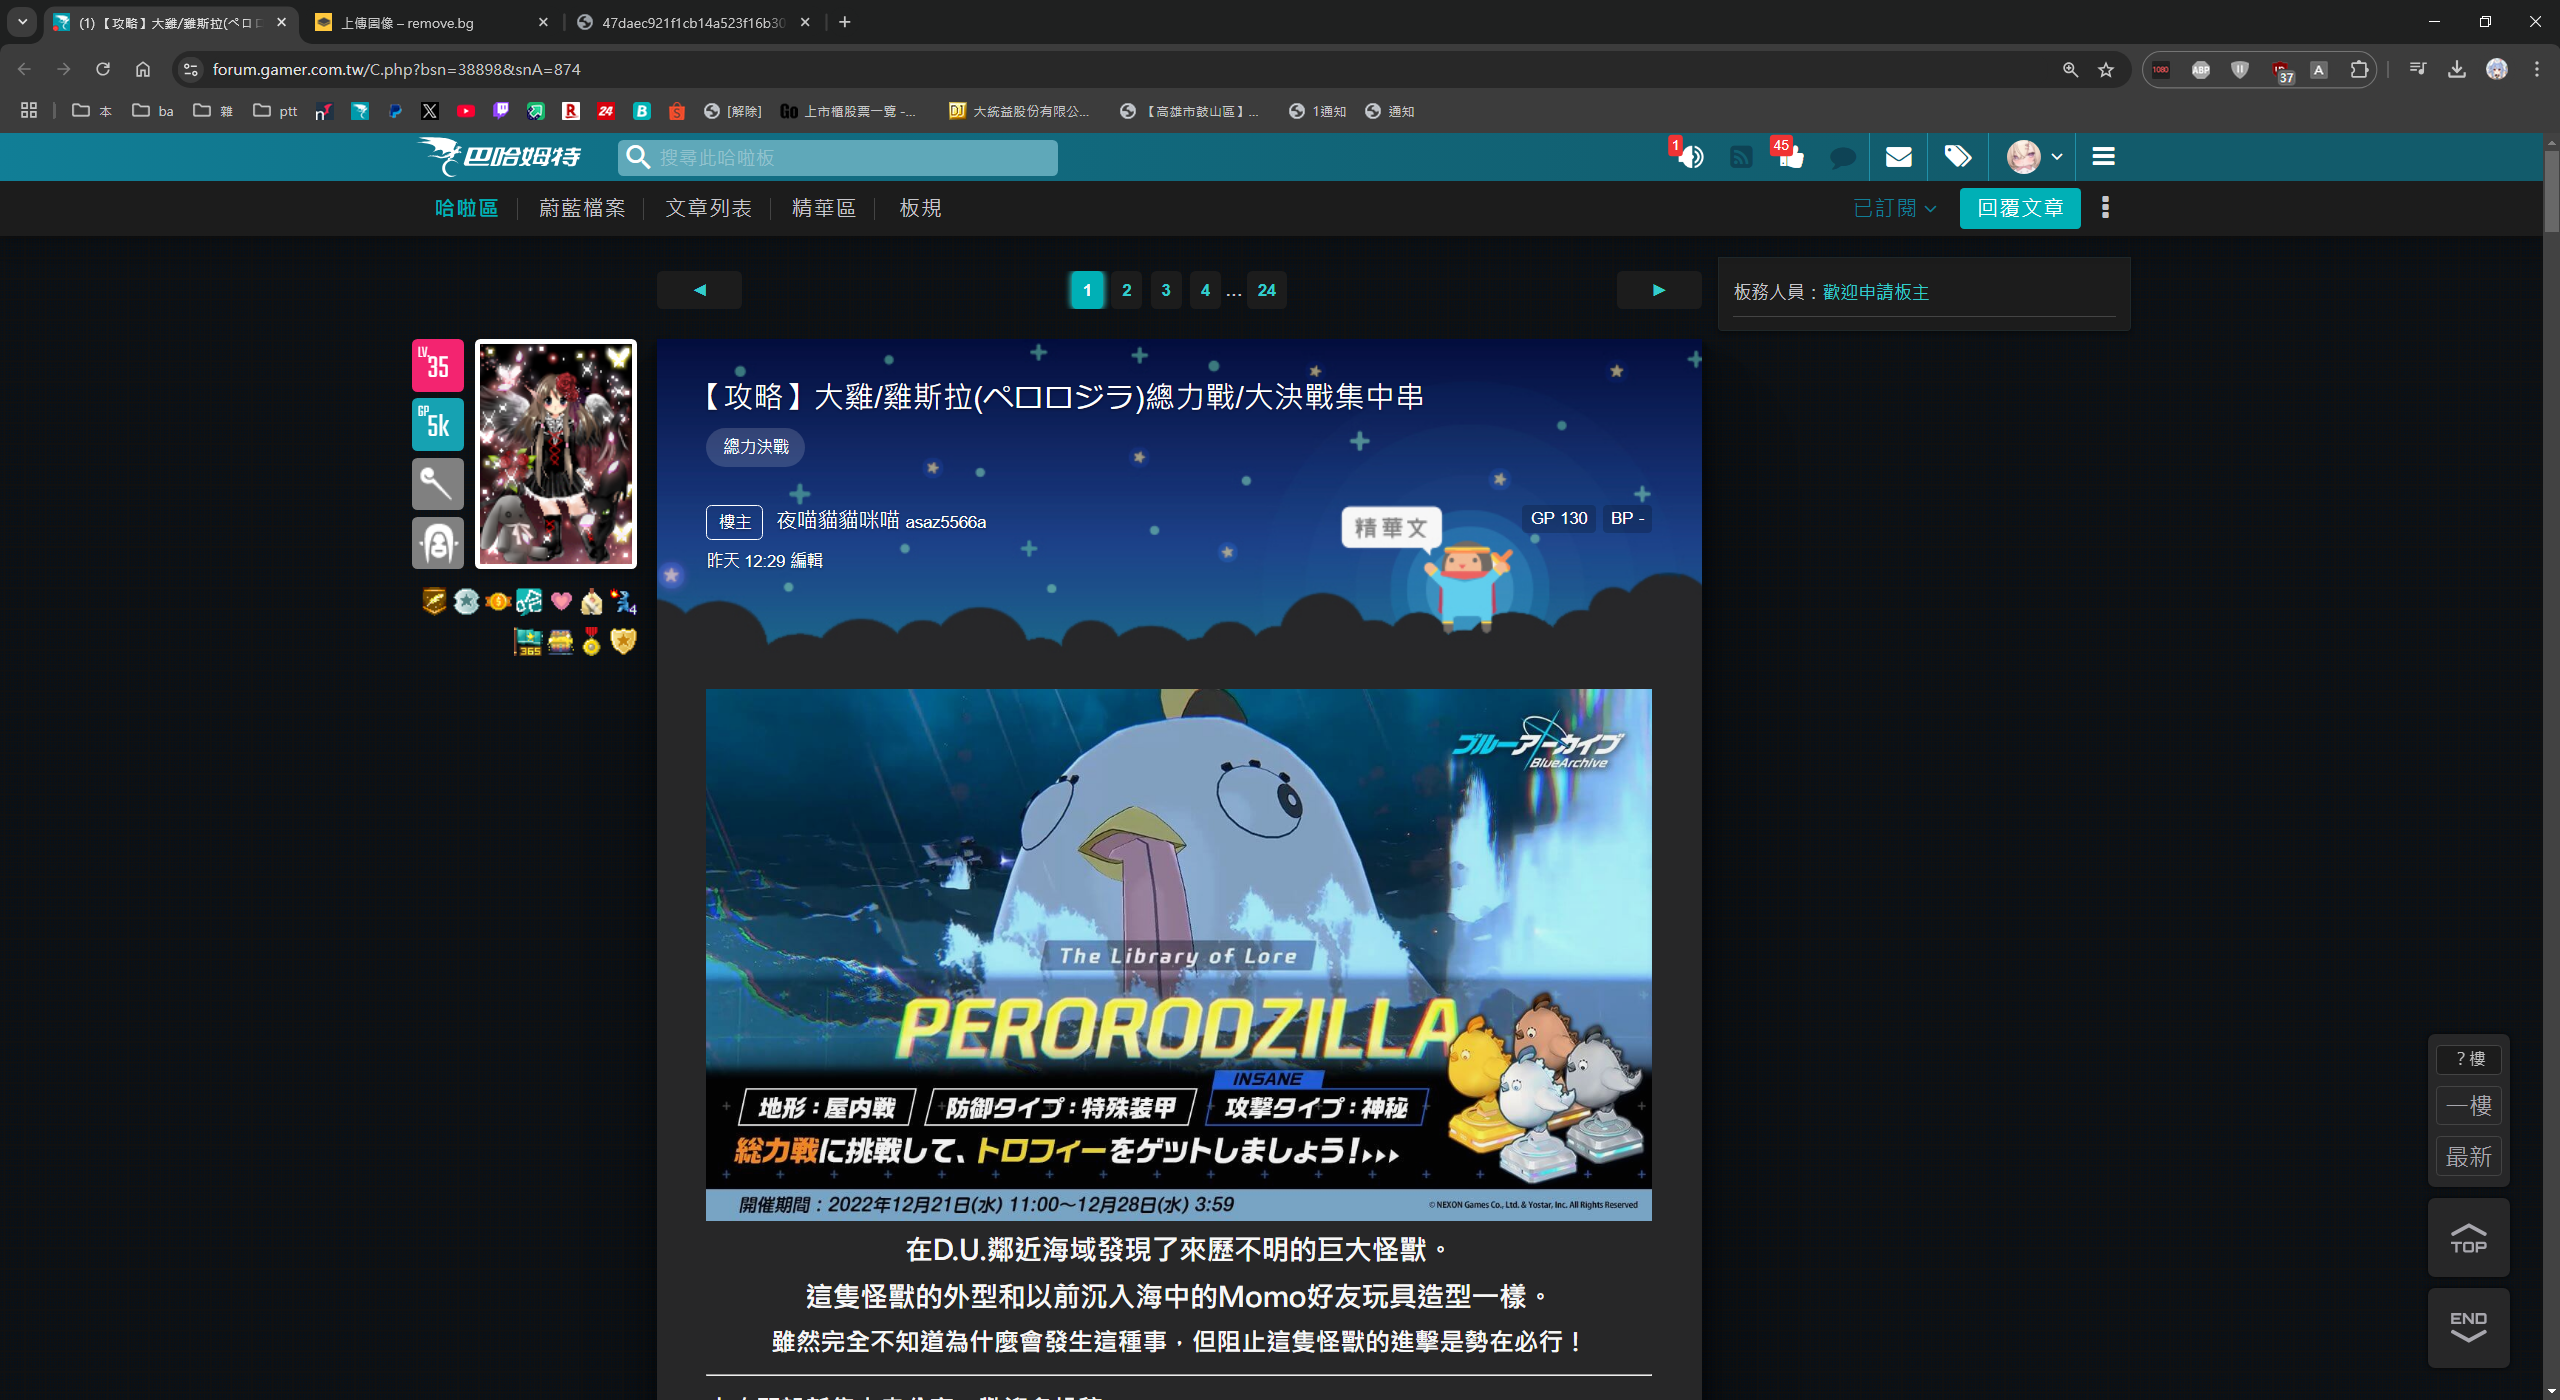 (1)【攻略】大雞/雞斯拉(ペロロ
上傳圖像 – remove.bg
47daec921f1cb14a523f16b30
forum.gamer.com.tw/C.php?bsn=38898&snA=874
1080
ABP
37
A
本
ba
雜
ptt
[解除]
上市櫃股票一覽 -...
大統益股份有限公...
【高雄市鼓山區】...
1通知
通知
巴哈姆特
搜尋此哈啦板
1
45
哈啦區
蔚藍檔案
文章列表
精華區
板規
已訂閱
回覆文章
1 2 3 4 ... 24
板務人員：歡迎申請板主
LV. 35
GP 5k
【攻略】大雞/雞斯拉(ペロロジラ)總力戰/大決戰集中串
總力決戰
樓主 夜喵貓貓咪喵 asaz5566a
昨天 12:29 編輯
精華文
GP 130 BP -
365
4
ブルーアーカイブ
BlueArchive
The Library of Lore
PERORODZILLA
INSANE
地形：屋内戦 防御タイプ：特殊装甲 攻撃タイプ：神秘
総力戦に挑戦して、トロフィーをゲットしましょう！
開催期間：2022年12月21日(水) 11:00～12月28日(水) 3:59
© NEXON Games Co., Ltd. & Yostar, Inc. All Rights Reserved
在D.U.鄰近海域發現了來歷不明的巨大怪獸。
這隻怪獸的外型和以前沉入海中的Momo好友玩具造型一樣。
雖然完全不知道為什麼會發生這種事，但阻止這隻怪獸的進擊是勢在必行！
？樓
一樓
最新
TOP
END